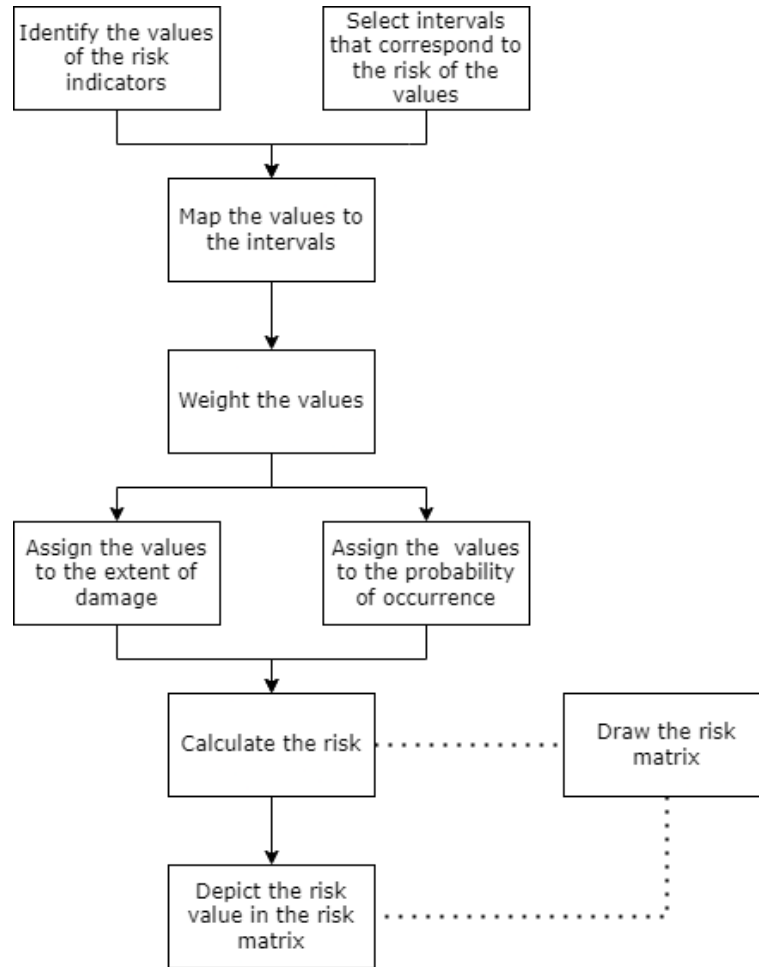 Identify the values
of the risk
indicators
Select intervals
that correspond to
the risk of the
values
Map the values to
the intervals
Weight the values
Assign the values
to the extent of
damage
Assign the  values
to the probability
of occurrence
Calculate the risk
Draw the risk
matrix
Depict the risk
value in the risk
matrix